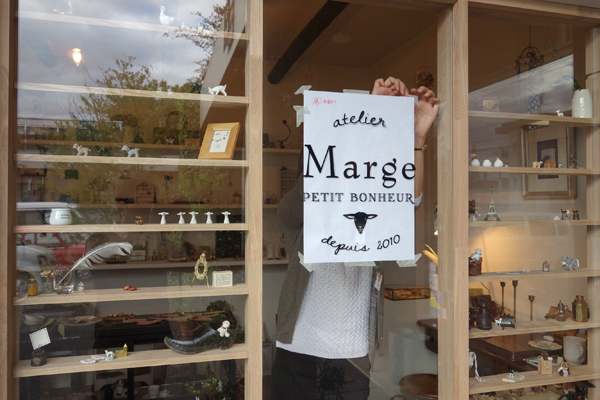 atelier
Marge
PETIT BONHEUR
depuis 2010